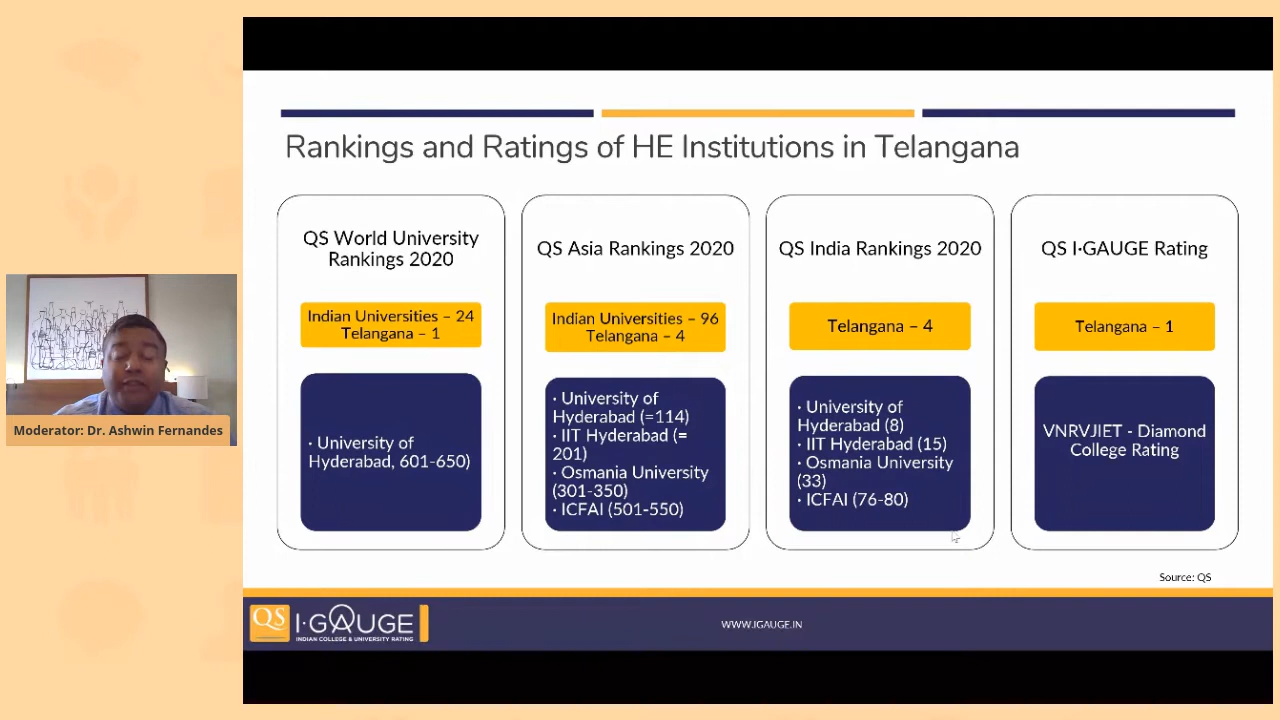 Rankings and Ratings of HE Institutions in Telangana
QS World University
Rankings 2020
Indian Universities – 24
Telangana – 1
· University of
Hyderabad, 601-650)
QS Asia Rankings 2020
Indian Universities – 96
Telangana – 4
· University of
Hyderabad (=114)
· IIT Hyderabad (=
201)
· Osmania University
(301-350)
· ICFAI (501-550)
QS India Rankings 2020
Telangana – 4
· University of
Hyderabad (8)
· IIT Hyderabad (15)
· Osmania University
(33)
· ICFAI (76-80)
QS I·GAUGE Rating
Telangana – 1
VNRVJIET - Diamond
College Rating
Source: QS
Moderator: Dr. Ashwin Fernandes
QS I·GAUGE
INDIAN COLLEGE & UNIVERSITY RATING
WWW.IGAUGE.IN